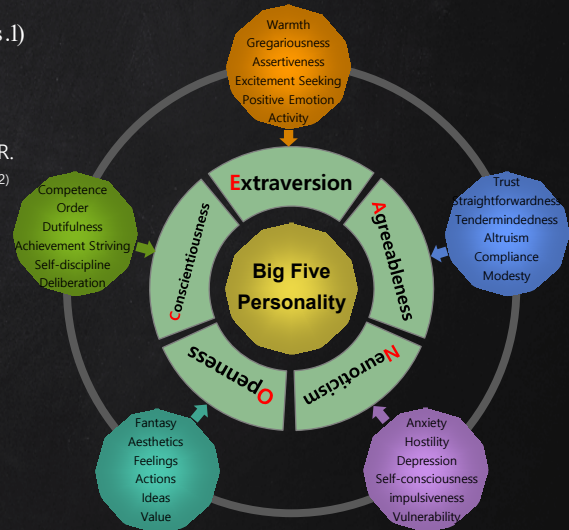 s.1)
R.
2)
Warmth
Gregariousness
Assertiveness
Excitement Seeking
Positive Emotion
Activity
Competence
Order
Dutifulness
Achievement Striving
Self-discipline
Deliberation
Trust
Straightforwardness
Tendermindedness
Altruism
Compliance
Modesty
Extraversion
Conscientiousness
Agreeableness
Big Five
Personality
Openness
Neuroticism
Fantasy
Aesthetics
Feelings
Actions
Ideas
Value
Anxiety
Hostility
Depression
Self-consciousness
impulsiveness
Vulnerability